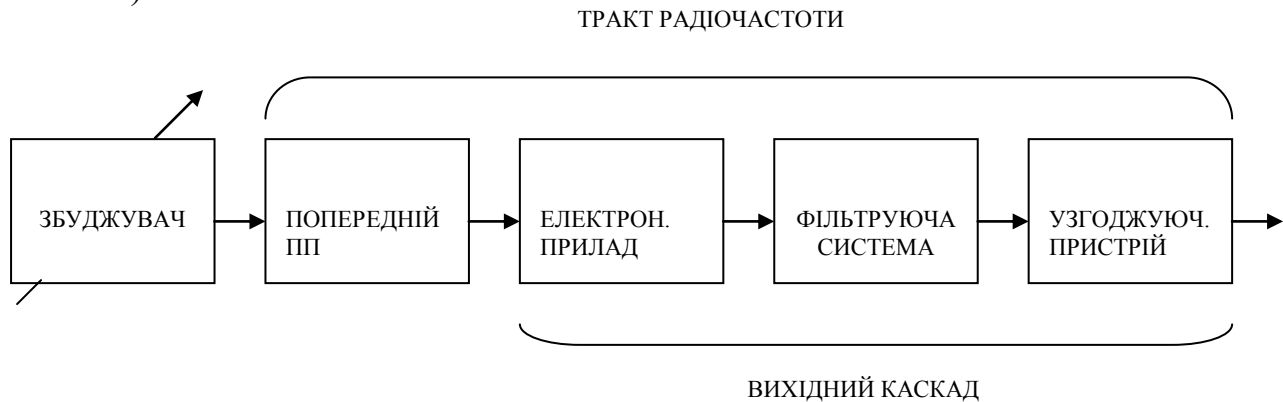 )
ТРАКТ РАДІОЧАСТОТИ
ЗБУДЖУВАЧ
ПОПЕРЕДНІЙ
ПП
ЕЛЕКТРОН.
ПРИЛАД
ФІЛЬТРУЮЧА
СИСТЕМА
УЗГОДЖУЮЧ.
ПРИСТРІЙ
ВИХІДНИЙ КАСКАД